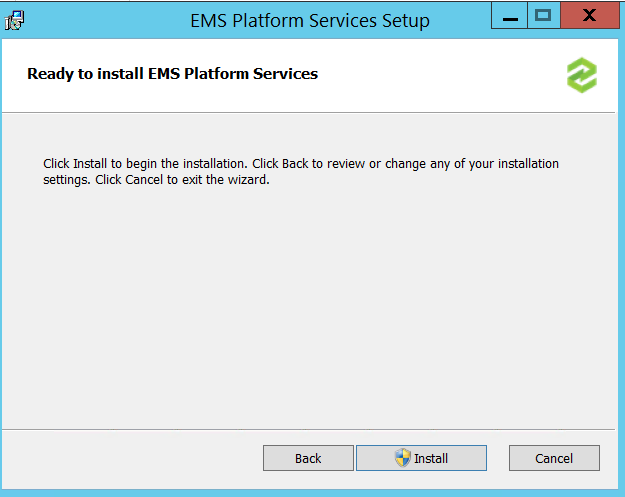 EMS Platform Services Setup
Ready to install EMS Platform Services
Click Install to begin the installation. Click Back to review or change any of your installation
settings. Click Cancel to exit the wizard.
Back
Install
Cancel